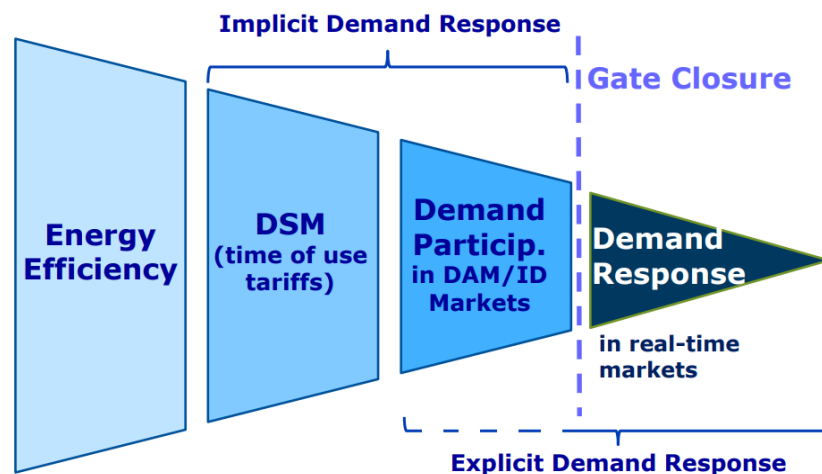 Implicit Demand Response
Gate Closure
Energy
Efficiency
DSM
(time of use
tariffs)
Demand
Particip.
in DAM/ID
Markets
Demand
Response
in real-time
markets
Explicit Demand Response